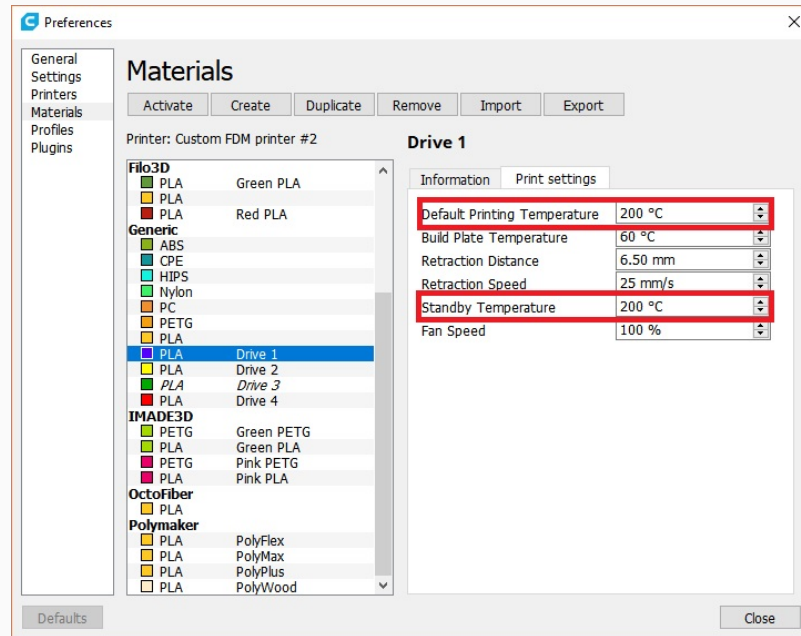 Preferences
General
Settings
Printers
Materials
Profiles
Plugins
Materials
Activate Create Duplicate Remove Import Export
Printer: Custom FDM printer #2
Filo3D
PLA Green PLA
PLA
PLA Red PLA
Generic
ABS
CPE
HIPS
Nylon
PC
PETG
PLA
PLA Drive 1
PLA Drive 2
PLA Drive 3
PLA Drive 4
IMADE3D
PETG Green PETG
PLA Green PLA
PETG Pink PETG
PLA Pink PLA
OctoFiber
PLA
Polymaker
PLA PolyFlex
PLA PolyMax
PLA PolyPlus
PLA PolyWood
Drive 1
Information Print settings
Default Printing Temperature 200 °C
Build Plate Temperature 60 °C
Retraction Distance 6.50 mm
Retraction Speed 25 mm/s
Standby Temperature 200 °C
Fan Speed 100 %
Defaults Close